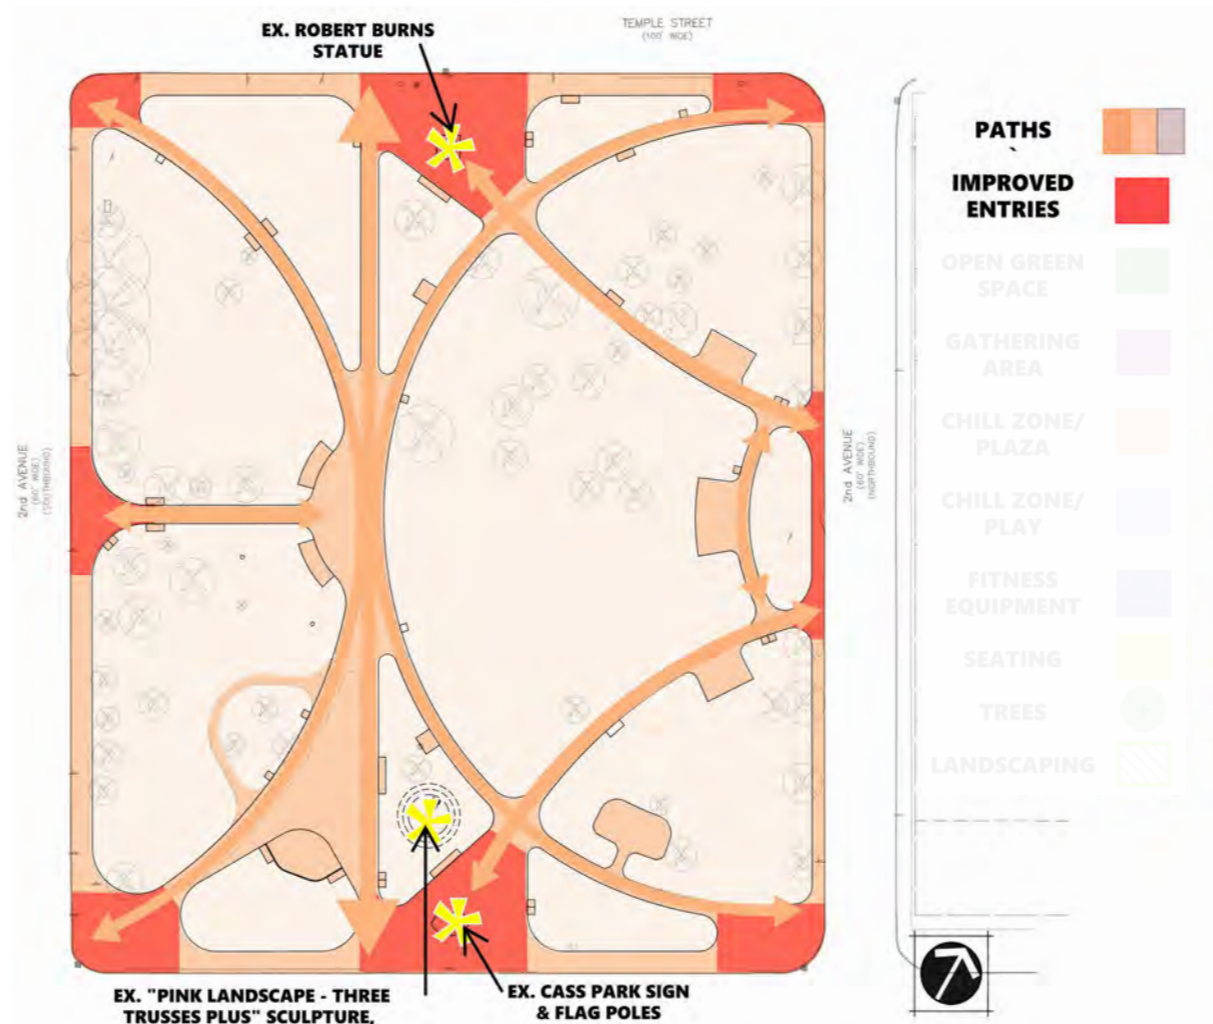 EX. ROBERT BURNS
STATUE
TEMPLE STREET
(100' WIDE)
PATHS
IMPROVED
ENTRIES
OPEN GREEN
SPACE
GATHERING
AREA
CHILL ZONE/
PLAZA
CHILL ZONE/
PLAY
FITNESS
EQUIPMENT
SEATING
TREES
LANDSCAPING
2nd AVENUE
(60' WIDE)
(SOUTHBOUND)
2nd AVENUE
(60' WIDE)
(NORTHBOUND)
EX. "PINK LANDSCAPE - THREE
TRUSSES PLUS" SCULPTURE,
EX. CASS PARK SIGN
& FLAG POLES